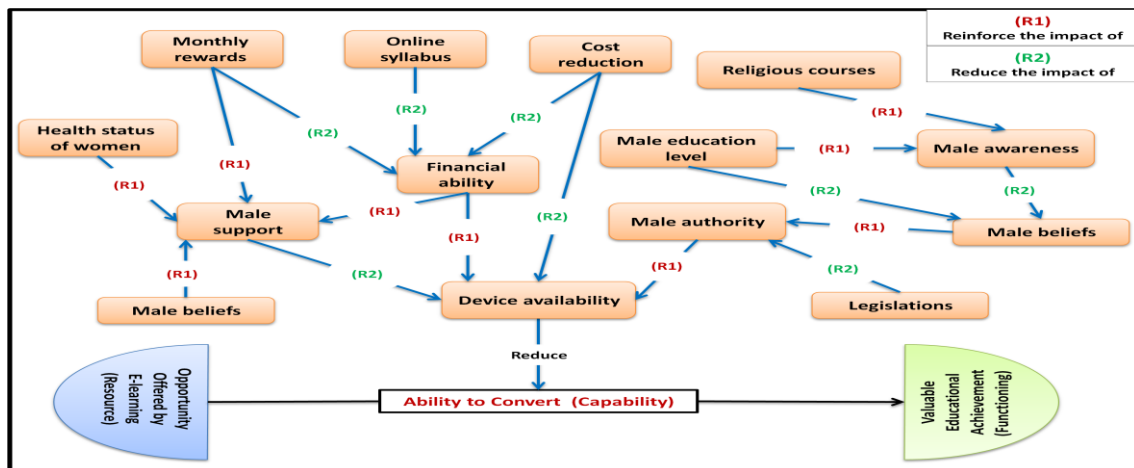 Monthly
rewards
Online
syllabus
Cost
reduction
(R1)
Reinforce the impact of
(R2)
Reduce the impact of
Religious courses
Health status
of women
(R2)
(R2)
(R2)
(R1)
Male education
level
(R1)
Male awareness
(R1)
(R1)
Financial
ability
(R2)
(R2)
Male
support
(R1)
(R1)
(R2)
Male authority
(R1)
Male beliefs
(R1)
(R2)
(R1)
(R2)
Male beliefs
Device availability
Legislations
Reduce
Opportunity
Offered by
E-learning
(Resource)
Ability to Convert (Capability)
Valuable
Educational
Achievement
(Functioning)